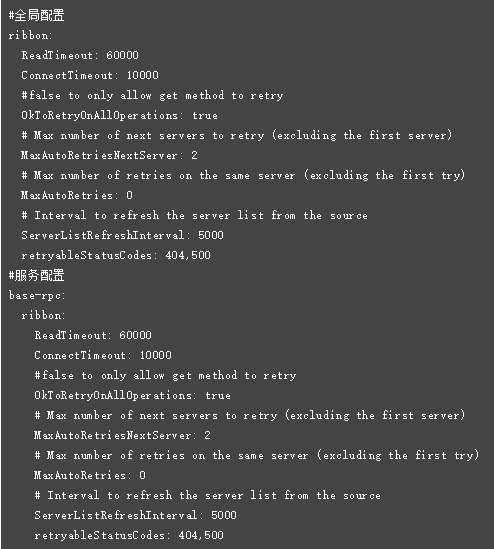 #全局配置
ribbon:
  ReadTimeout: 60000
  ConnectTimeout: 10000
  #false to only allow get method to retry
  OkToRetryOnAllOperations: true
  # Max number of next servers to retry (excluding the first server)
  MaxAutoRetriesNextServer: 2
  # Max number of retries on the same server (excluding the first try)
  MaxAutoRetries: 0
  # Interval to refresh the server list from the source
  ServerListRefreshInterval: 5000
  retryableStatusCodes: 404,500
#服务配置
base-rpc:
  ribbon:
    ReadTimeout: 60000
    ConnectTimeout: 10000
    #false to only allow get method to retry
    OkToRetryOnAllOperations: true
    # Max number of next servers to retry (excluding the first server)
    MaxAutoRetriesNextServer: 2
    # Max number of retries on the same server (excluding the first try)
    MaxAutoRetries: 0
    # Interval to refresh the server list from the source
    ServerListRefreshInterval: 5000
    retryableStatusCodes: 404,500